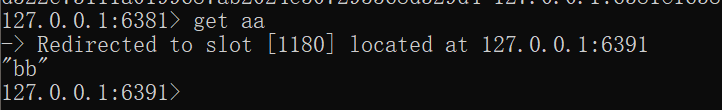 127.0.0.1:6381> get aa
-> Redirected to slot [1180] located at 127.0.0.1:6391
"bb"
127.0.0.1:6391>